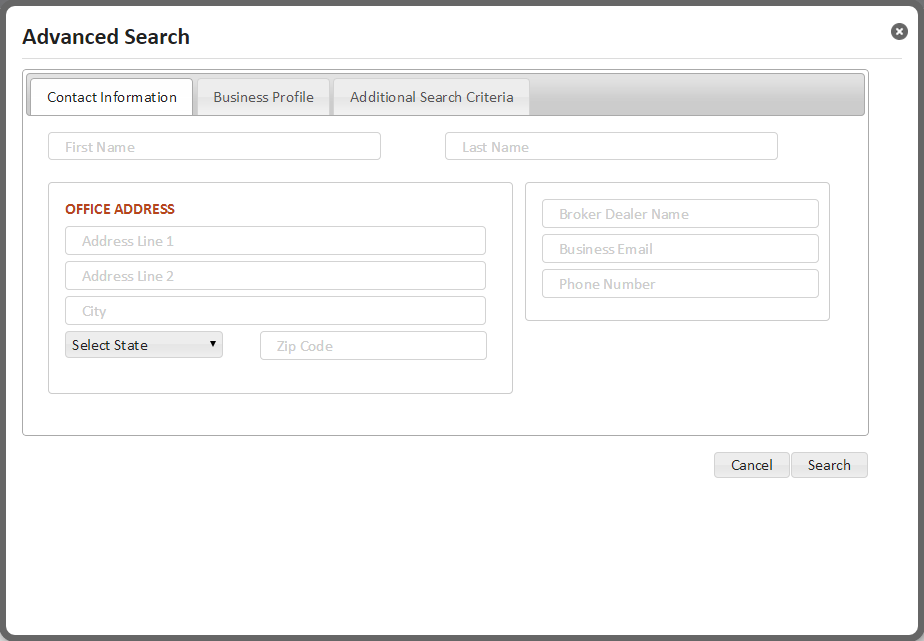 Advanced Search
Contact Information
Business Profile
Additional Search Criteria
First Name
Last Name
OFFICE ADDRESS
Address Line 1
Address Line 2
City
Select State
Zip Code
Broker Dealer Name
Business Email
Phone Number
Cancel
Search